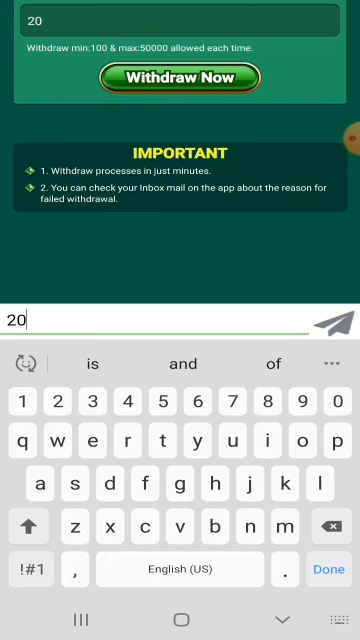 20
Withdraw min:100 & max:50000 allowed each time.
Withdraw Now
IMPORTANT
1. Withdraw processes in just minutes.
2. You can check your Inbox mail on the app about the reason for
failed withdrawal.
20
is and of
1 2 3 4 5 6 7 8 9 0
q w e r t y u i o p
a s d f g h j k l
z x c v b n m
!#1 , English (US) . Done